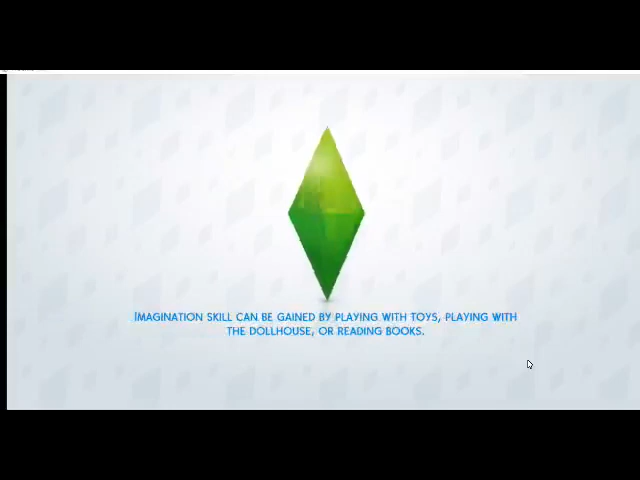 IMAGINATION SKILL CAN BE GAINED BY PLAYING WITH TOYS, PLAYING WITH
THE DOLLHOUSE, OR READING BOOKS.